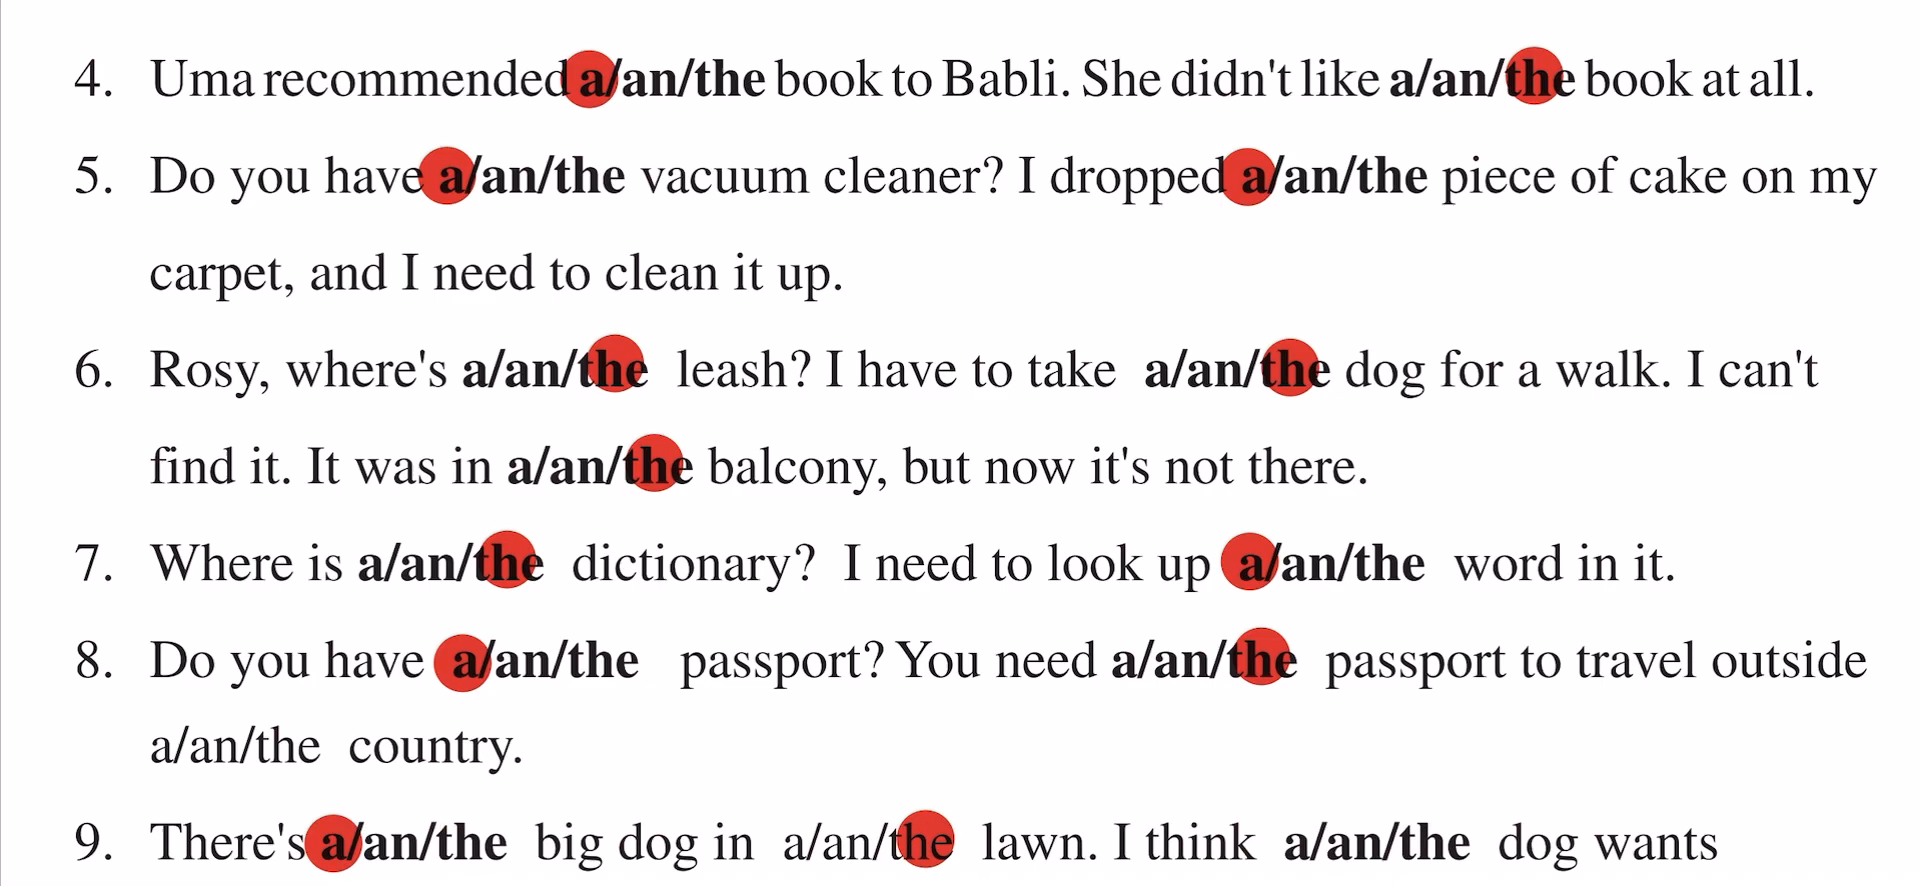 4. Uma recommended a/an/the book to Babli. She didn't like a/an/the book at all.
5. Do you have a/an/the vacuum cleaner? I dropped a/an/the piece of cake on my
carpet, and I need to clean it up.
6. Rosy, where's a/an/the leash? I have to take a/an/the dog for a walk. I can't
find it. It was in a/an/the balcony, but now it's not there.
7. Where is a/an/the dictionary? I need to look up a/an/the word in it.
8. Do you have a/an/the passport? You need a/an/the passport to travel outside
a/an/the country.
9. There's a/an/the big dog in a/an/the lawn. I think a/an/the dog wants